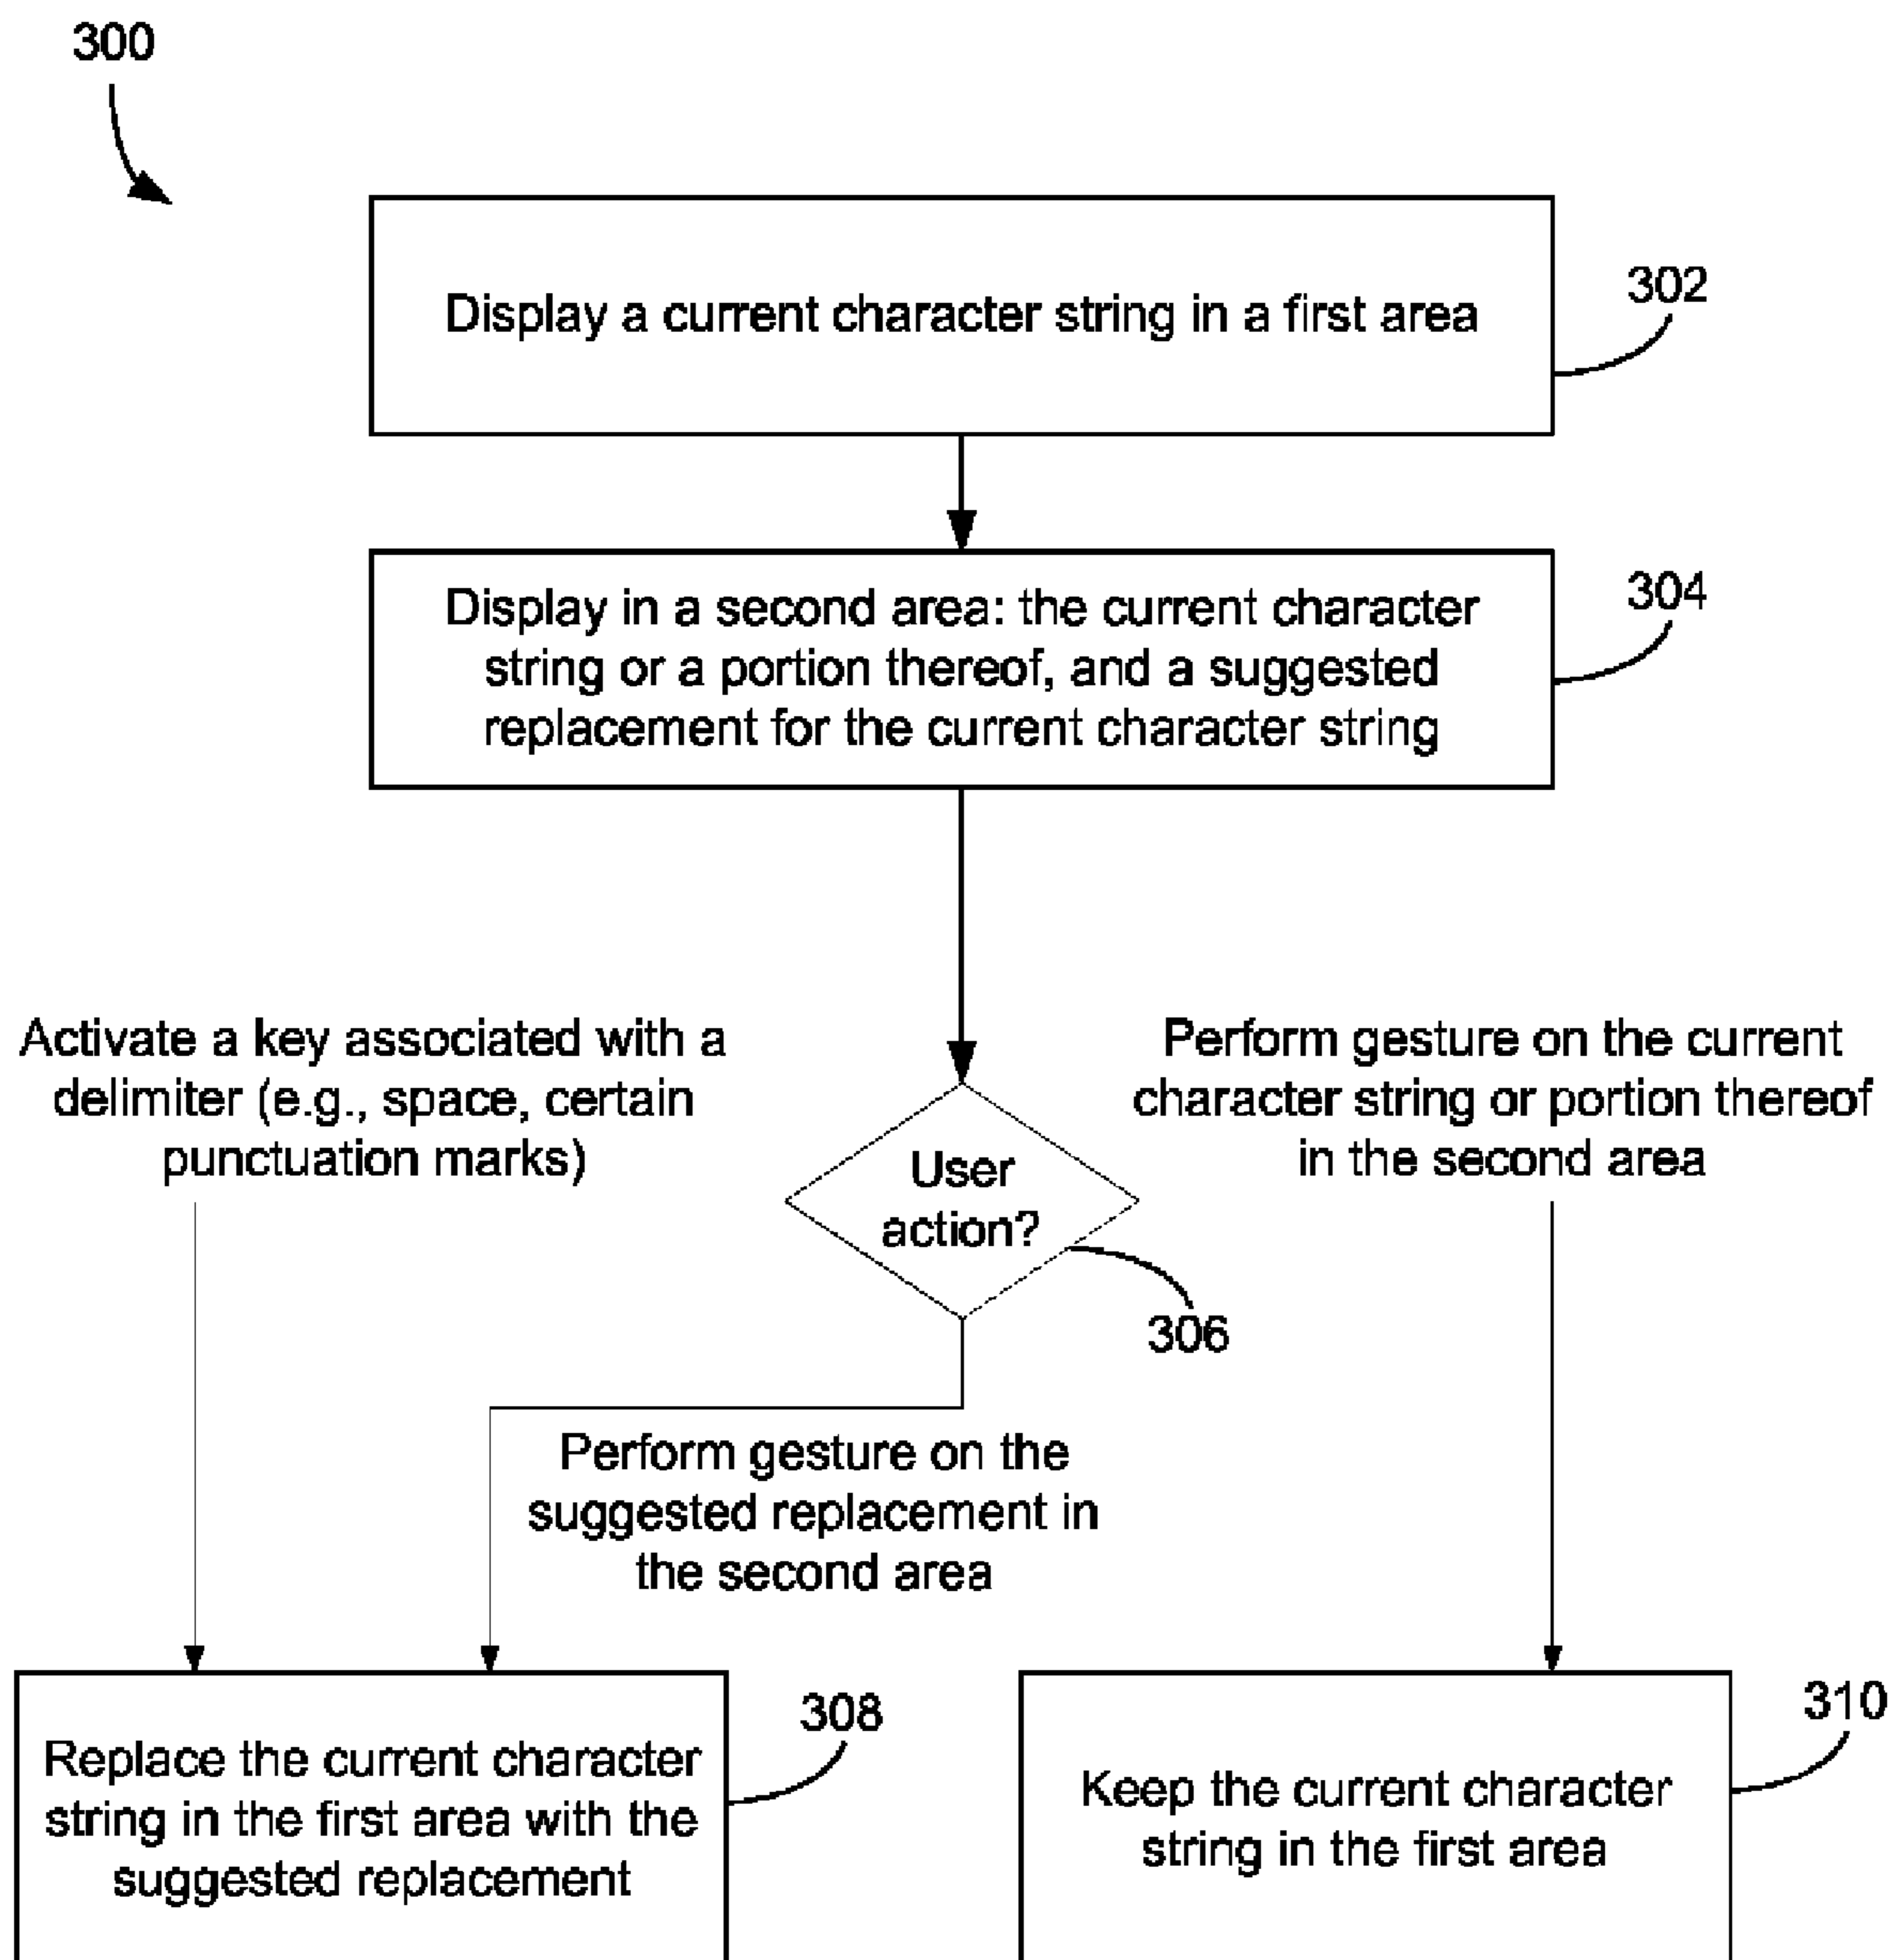 300
Display a current character string in a first area
302
Display in a second area: the current character
string or a portion thereof, and a suggested
replacement for the current character string
304
Activate a key associated with a
delimiter (e.g., space, certain
punctuation marks)
User
action?
306
Perform gesture on the current
character string or portion thereof
in the second area
Perform gesture on the
suggested replacement in
the second area
Replace the current character
string in the first area with the
suggested replacement
308
Keep the current character
string in the first area
310